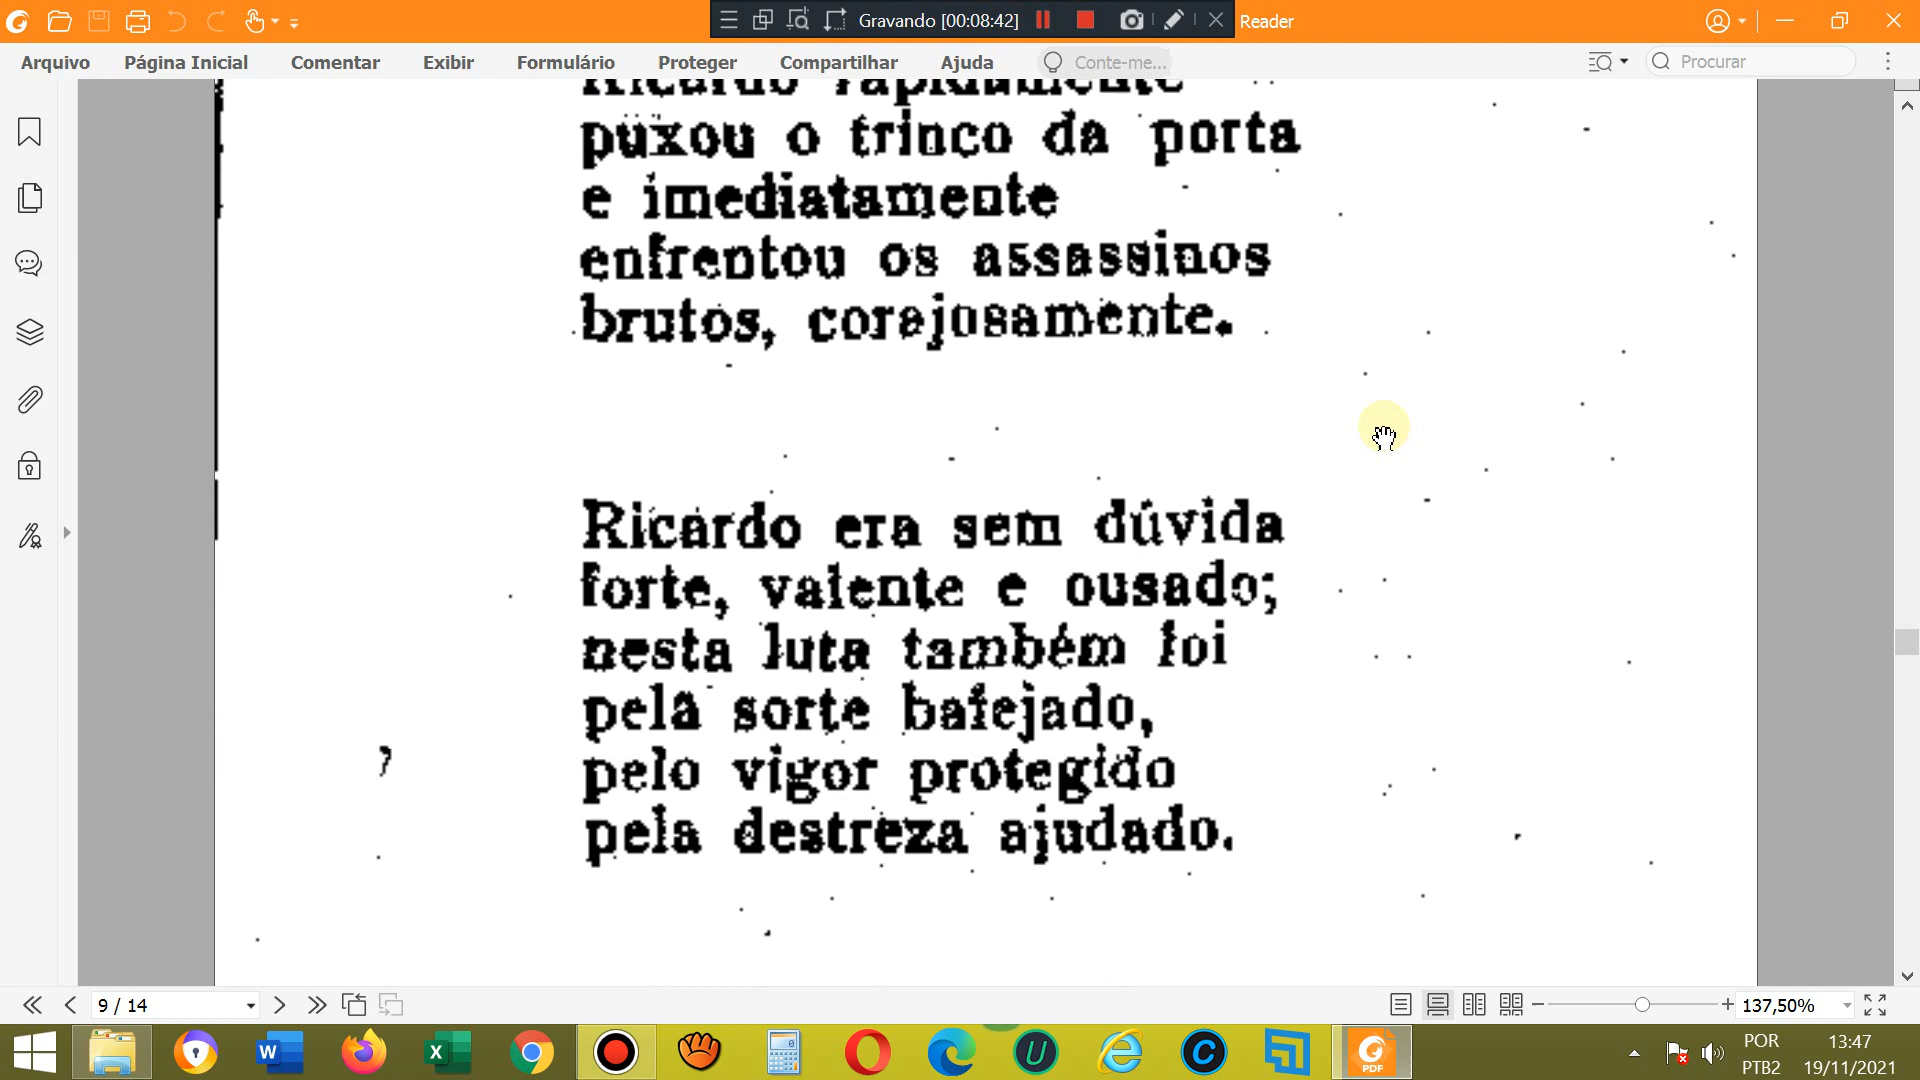 Gravando [00:08:42]
Reader
Arquivo
Página Inicial
Comentar
Exibir
Formulário
Proteger
Compartilhar
Ajuda
Conte-me...
Procurar
Ricardo rapidamente
puxou o trinco da porta
e imediatamente
enfrentou os assassinos
brutos, corajosamente.
Ricardo era sem dúvida
forte, valente e ousado;
nesta luta também foi
pela sorte bafejado,
pelo vigor protegido
pela destreza ajudado.
9 / 14
137,50%
POR
PTB2
13:47
19/11/2021